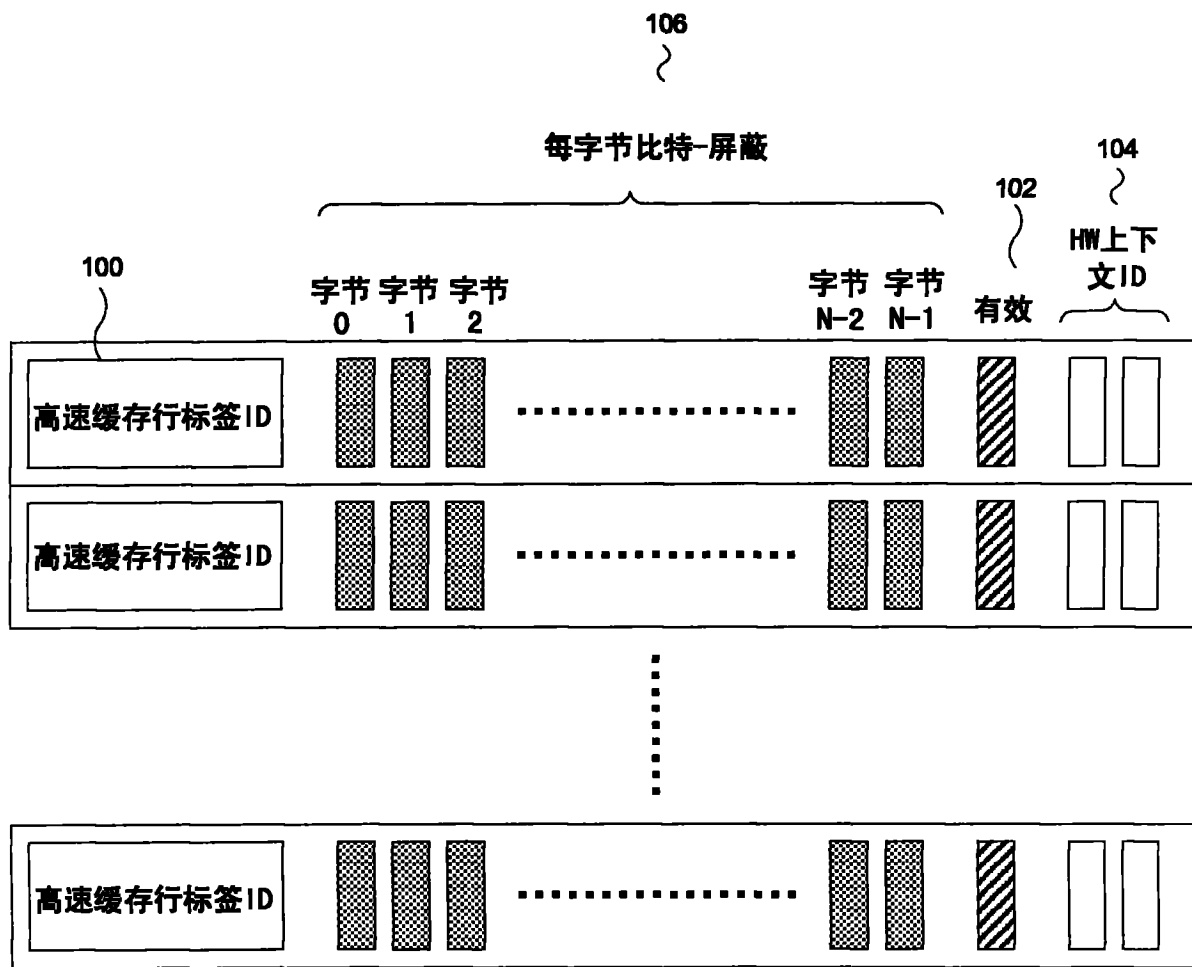 106
每字节比特-屏蔽
104
102
HW上下
文ID
100
字节 字节 字节
0 1 2
字节 字节
N-2 N-1
有效
高速缓存行标签ID
高速缓存行标签ID
高速缓存行标签ID